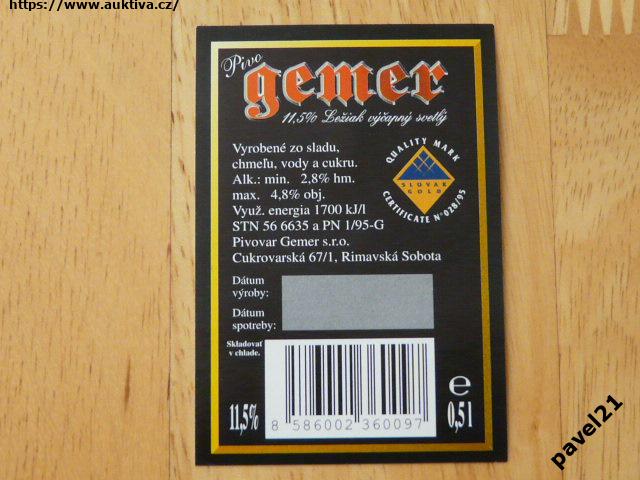 https://www.auktiva.cz/
Pivo
gemer
11,5% Ležiak výčapný svetlý
Vyrobené zo sladu,
chmeľu, vody a cukru.
Alk.: min. 2,8% hm.
max. 4,8% obj.
Využ. energia 1700 kJ/l
STN 56 6635 a PN 1/95-G
Pivovar Gemer s.r.o.
Cukrovarská 67/1, Rimavská Sobota
QUALITY MARK
SLOVAK
GOLD
CERTIFICATE Nº028/95
Dátum
výroby:
Dátum
spotreby:
Skladovať
v chlade.
11,5%
8 586002 360097
e
0,5 l
pavel21